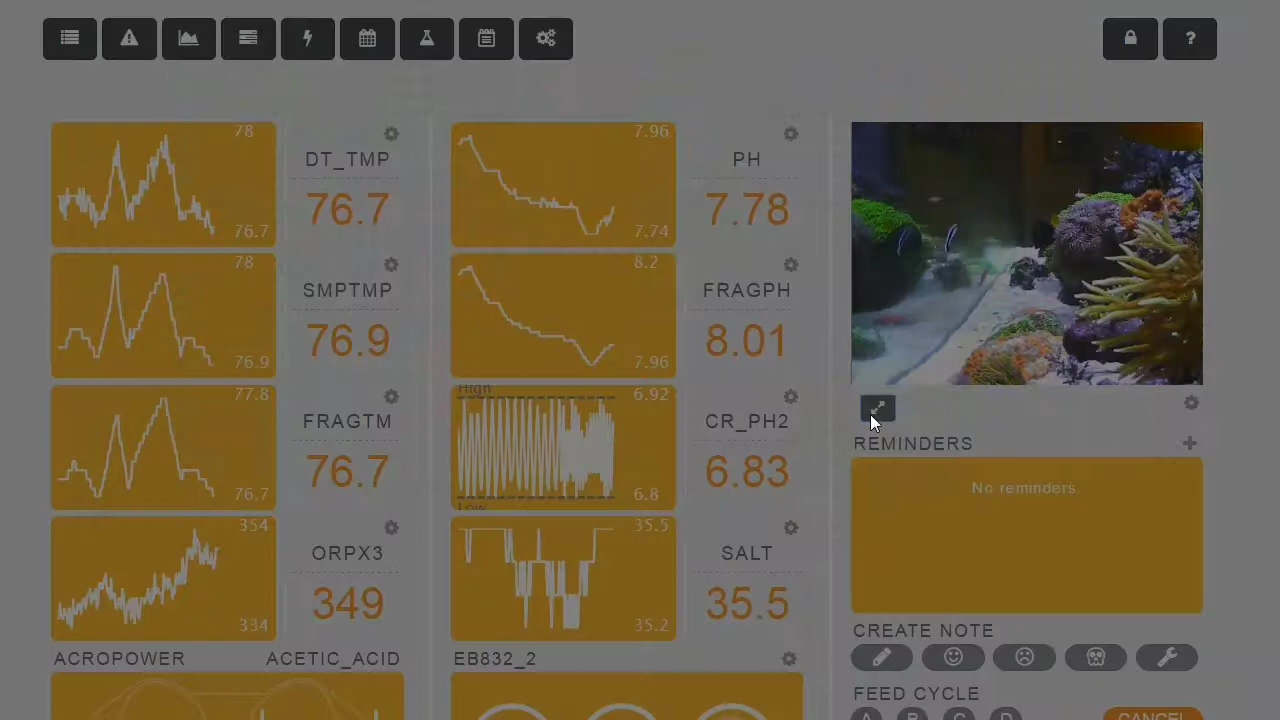 ?
78
76.7
DT_TMP
76.7
78
76.9
SMPTMP
76.9
77.8
76.7
FRAGTM
76.7
354
334
ORPX3
349
ACROPOWER ACETIC_ACID
7.96
7.74
PH
7.78
8.2
7.96
FRAGPH
8.01
High
6.92
6.8
Low
CR_PH2
6.83
35.5
35.2
SALT
35.5
EB832_2
REMINDERS
No reminders
CREATE NOTE
FEED CYCLE
A B C D CANCEL